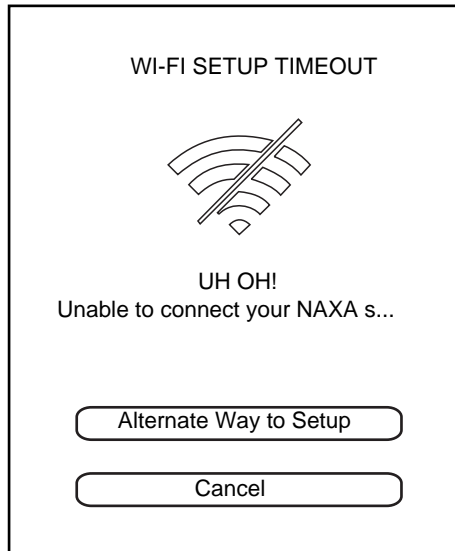 WI-FI SETUP TIMEOUT
UH OH!
Unable to connect your NAXA s...
Alternate Way to Setup
Cancel